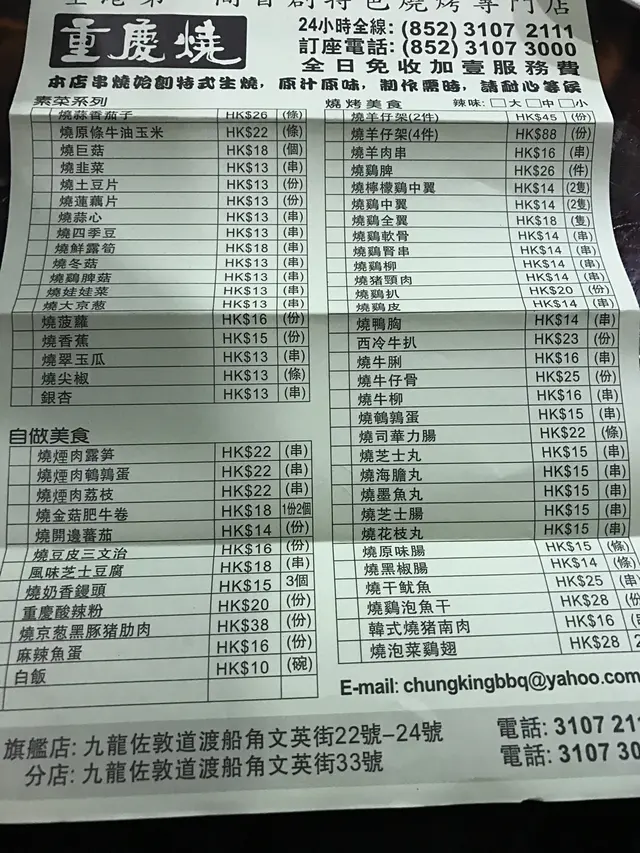 重慶燒
24小時全線: (852) 3107 2111
訂座電話: (852) 3107 3000
全日免收加壹服務費
本店串燒始創特式生燒，原汁原味，制作需時，請耐心等候
素菜系列
燒蒜香茄子 HK$26 (條)
燒原條牛油玉米 HK$22 (條)
燒巨菇 HK$18 (個)
燒韭菜 HK$13 (串)
燒土豆片 HK$13 (份)
燒蓮藕片 HK$13 (份)
燒蒜心 HK$13 (串)
燒四季豆 HK$13 (串)
燒鮮露筍 HK$18 (串)
燒冬菇 HK$13 (串)
燒鷄脾菇 HK$13 (串)
燒娃娃菜 HK$13 (串)
燒大京葱 HK$13 (串)
燒菠蘿 HK$16 (份)
燒香蕉 HK$15 (份)
燒翠玉瓜 HK$13 (串)
燒尖椒 HK$13 (條)
銀杏 HK$13 (串)
自做美食
燒煙肉露笋 HK$22 (串)
燒煙肉鵪鶉蛋 HK$22 (串)
燒煙肉荔枝 HK$22 (串)
燒金菇肥牛卷 HK$18 1份2個
燒開邊蕃茄 HK$14 (份)
燒豆皮三文治 HK$16 (份)
風味芝士豆腐 HK$18 (串)
燒奶香饅頭 HK$15 3個
重慶酸辣粉 HK$20 (份)
燒京葱黑豚猪肋肉 HK$38 (份)
麻辣魚蛋 HK$16 (份)
白飯 HK$10 (碗)
燒烤美食 辣味: 大 中 小
燒羊仔架(2件) HK$45 (份)
燒羊仔架(4件) HK$88 (份)
燒羊肉串 HK$16 (串)
燒鷄脾 HK$26 (件)
燒檸檬鷄中翼 HK$14 (2隻)
燒鷄中翼 HK$14 (2隻)
燒鷄全翼 HK$18 (隻)
燒鷄軟骨 HK$14 (串)
燒鷄腎串 HK$14 (串)
燒鷄柳 HK$14 (串)
燒猪頸肉 HK$14 (串)
燒鷄扒 HK$20 (份)
燒鷄皮 HK$14 (串)
燒鴨胸 HK$14 (串)
西冷牛扒 HK$23 (份)
燒牛脷 HK$16 (串)
燒牛仔骨 HK$25 (份)
燒牛柳 HK$16 (串)
燒鵪鶉蛋 HK$15 (串)
燒司華力腸 HK$22 (條)
燒芝士丸 HK$15 (串)
燒海膽丸 HK$15 (串)
燒墨魚丸 HK$15 (串)
燒芝士腸 HK$15 (串)
燒花枝丸 HK$15 (串)
燒原味腸 HK$15 (條)
燒黑椒腸 HK$14 (條)
燒干魷魚 HK$25 (串)
燒鷄泡魚干 HK$28 (份)
韓式燒猪南肉 HK$16
燒泡菜鷄翅 HK$28
E-mail: chungkingbbq@yahoo.com
旗艦店: 九龍佐敦道渡船角文英街22號-24號 電話: 3107 21
分店: 九龍佐敦道渡船角文英街33號 電話: 3107 30